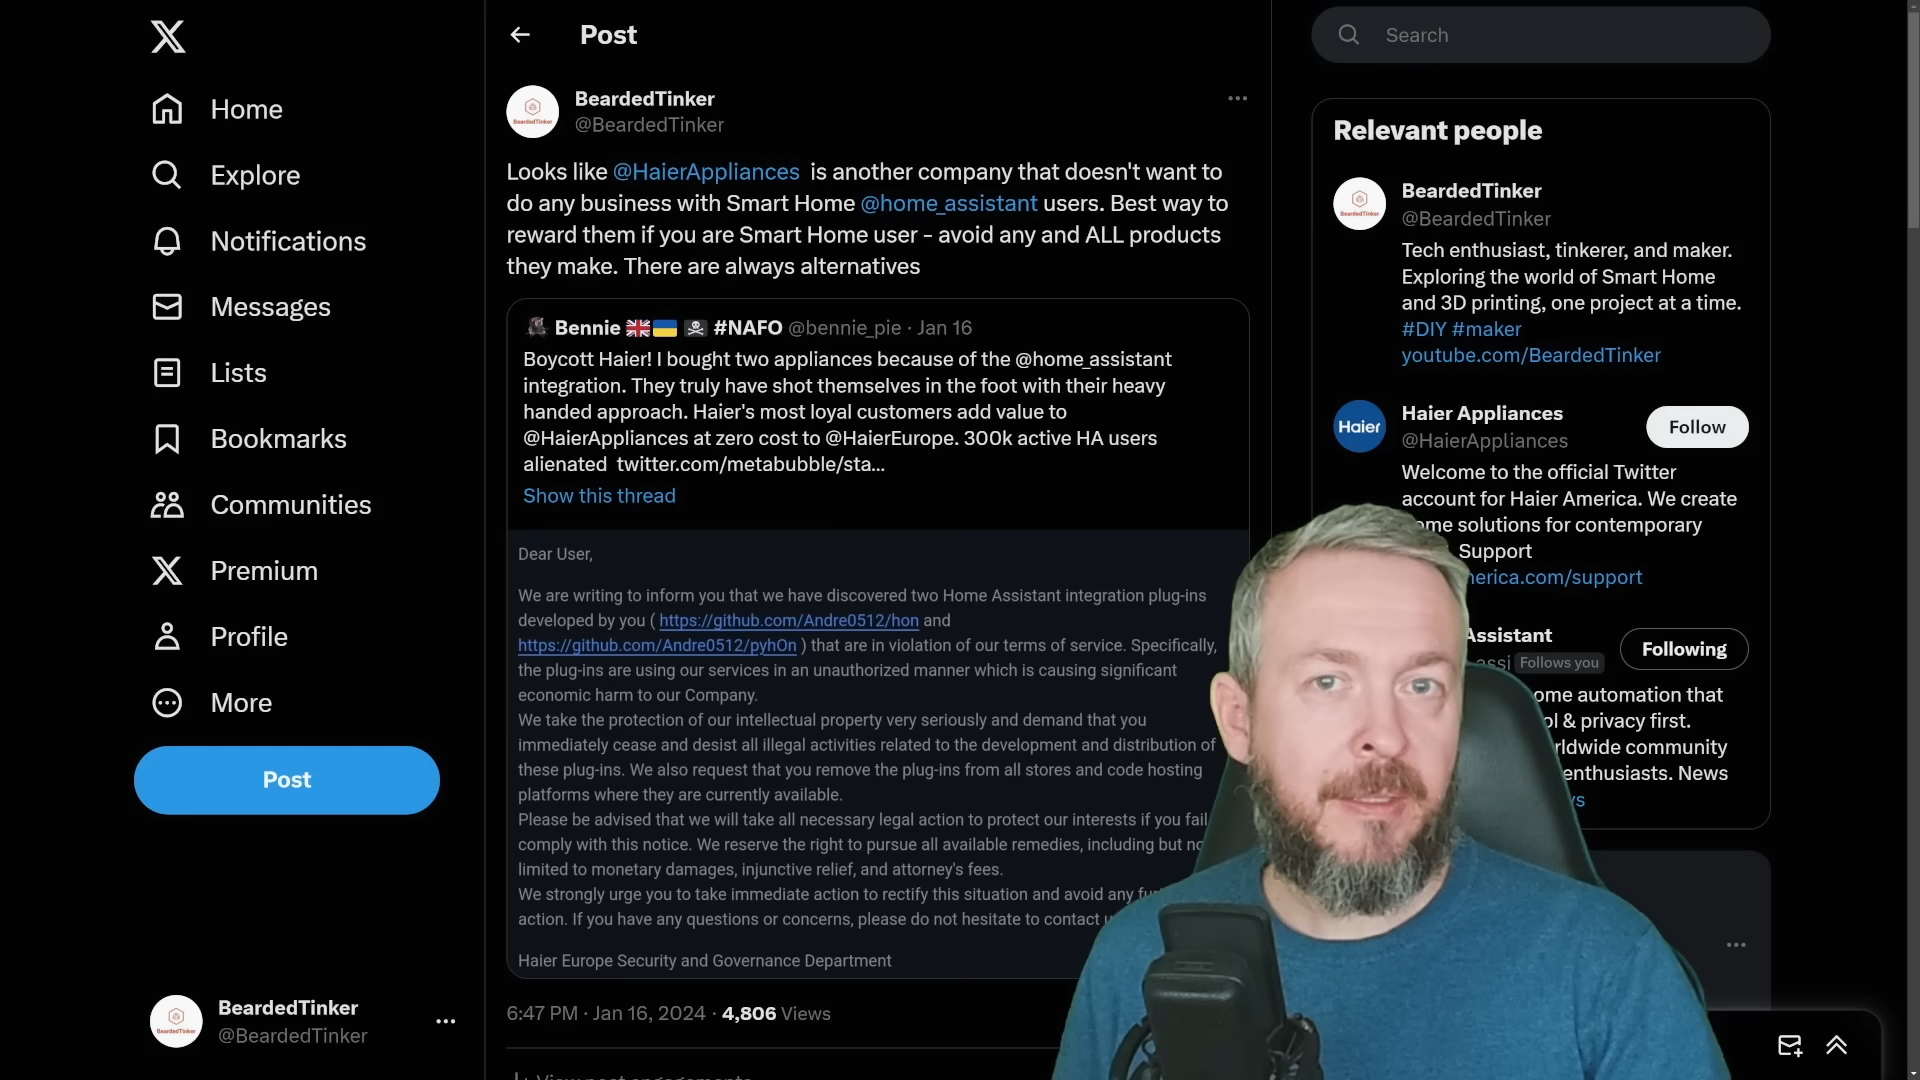 Home
Explore
Notifications
Messages
Lists
Bookmarks
Communities
Premium
Profile
More
Post
BeardedTinker
@BeardedTinker
Post
BeardedTinker
@BeardedTinker
Looks like @HaierAppliances is another company that doesn't want to
do any business with Smart Home @home_assistant users. Best way to
reward them if you are Smart Home user - avoid any and ALL products
they make. There are always alternatives
Bennie 🇬🇧🇺🇦 🏴‍☠️ #NAFO @bennie_pie · Jan 16
Boycott Haier! I bought two appliances because of the @home_assistant
integration. They truly have shot themselves in the foot with their heavy
handed approach. Haier's most loyal customers add value to
@HaierAppliances at zero cost to @HaierEurope. 300k active HA users
alienated twitter.com/metabubble/sta...
Show this thread
Dear User,
We are writing to inform you that we have discovered two Home Assistant integration plug-ins
developed by you ( https://github.com/Andre0512/hon and
https://github.com/Andre0512/pyhOn ) that are in violation of our terms of service. Specifically,
the plug-ins are using our services in an unauthorized manner which is causing significant
economic harm to our Company.
We take the protection of our intellectual property very seriously and demand that you
immediately cease and desist all illegal activities related to the development and distribution of
these plug-ins. We also request that you remove the plug-ins from all stores and code hosting
platforms where they are currently available.
Please be advised that we will take all necessary legal action to protect our interests if you fail
comply with this notice. We reserve the right to pursue all available remedies, including but
limited to monetary damages, injunctive relief, and attorney's fees.
We strongly urge you to take immediate action to rectify this situation and avoid any
action. If you have any questions or concerns, please do not hesitate to contact
Haier Europe Security and Governance Department
6:47 PM · Jan 16, 2024 · 4,806 Views
Search
Relevant people
BeardedTinker
BeardedTinker
@BeardedTinker
Tech enthusiast, tinkerer, and maker.
Exploring the world of Smart Home
and 3D printing, one project at a time.
#DIY #maker
youtube.com/BeardedTinker
Haier
Haier Appliances
@HaierAppliances
Follow
Welcome to the official Twitter
account for Haier America. We create
solutions for contemporary
Support
/support
Assistant
Follows you
Following
automation that
& privacy first.
community
enthusiasts. News